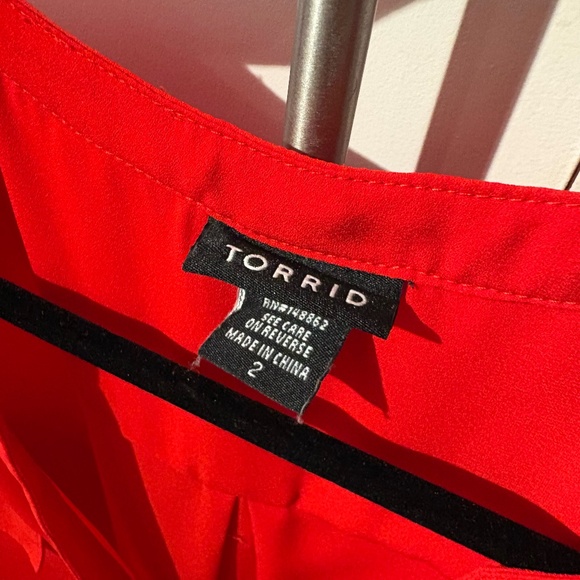 TORRID
RN#148862
SEE CARE
ON REVERSE
MADE IN CHINA
2